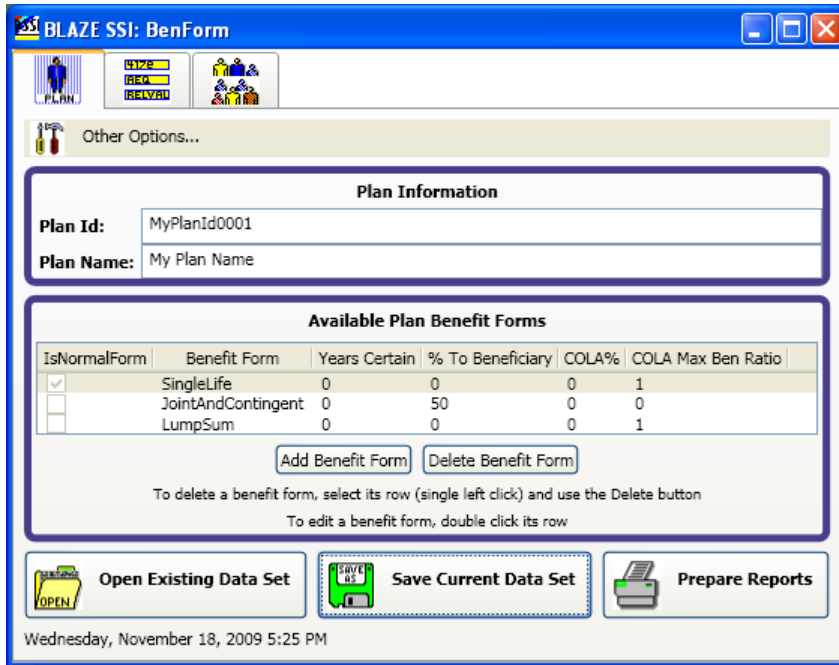 BLAZE SSI: BenForm
PLAN
417e
REQ
RELVAL
Other Options...
Plan Information
Plan Id: MyPlanId0001
Plan Name: My Plan Name
Available Plan Benefit Forms
IsNormalForm Benefit Form Years Certain % To Beneficiary COLA% COLA Max Ben Ratio
SingleLife 0 0 0 1
JointAndContingent 0 50 0 0
LumpSum 0 0 0 1
Add Benefit Form Delete Benefit Form
To delete a benefit form, select its row (single left click) and use the Delete button
To edit a benefit form, double click its row
OPEN Open Existing Data Set SAVE AS Save Current Data Set Prepare Reports
Wednesday, November 18, 2009 5:25 PM